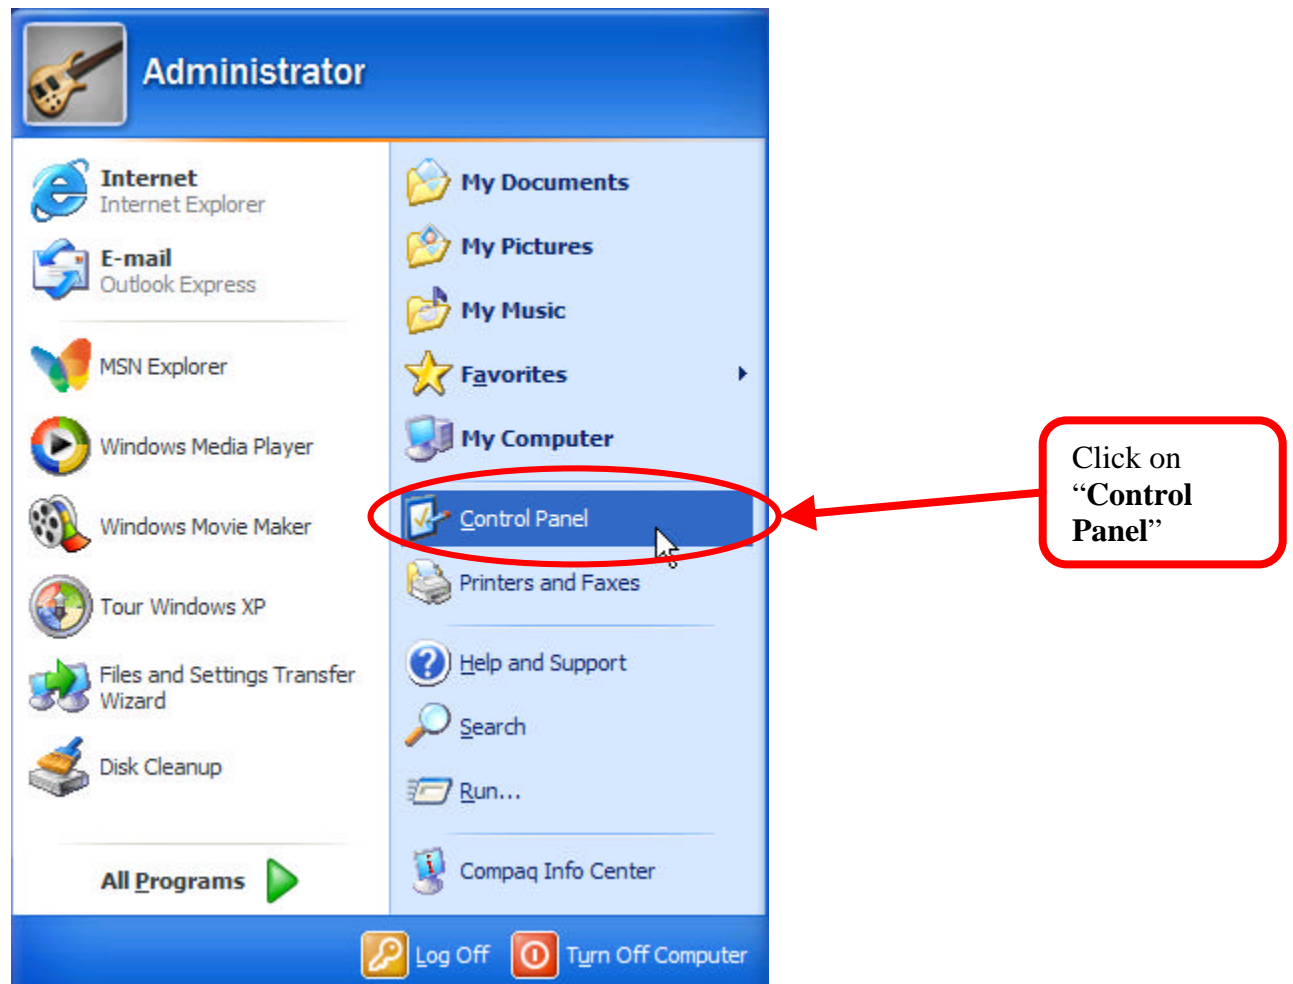 Administrator
Internet
Internet Explorer
E-mail
Outlook Express
MSN Explorer
Windows Media Player
Windows Movie Maker
Tour Windows XP
Files and Settings Transfer
Wizard
Disk Cleanup
All Programs
My Documents
My Pictures
My Music
Favorites
My Computer
Control Panel
Printers and Faxes
Help and Support
Search
Run...
Compaq Info Center
Log Off
Turn Off Computer
Click on
“Control
Panel”